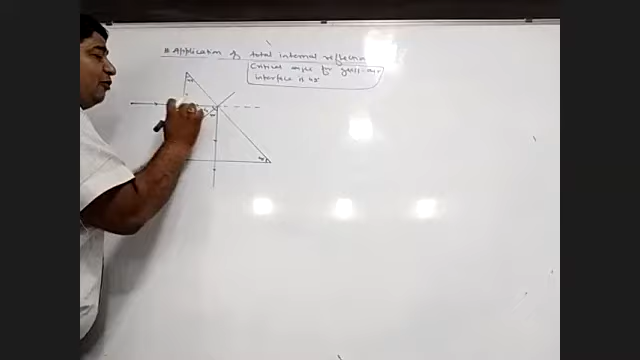 # Application of total internal reflection
Critical angle for glass-air
interface is 45